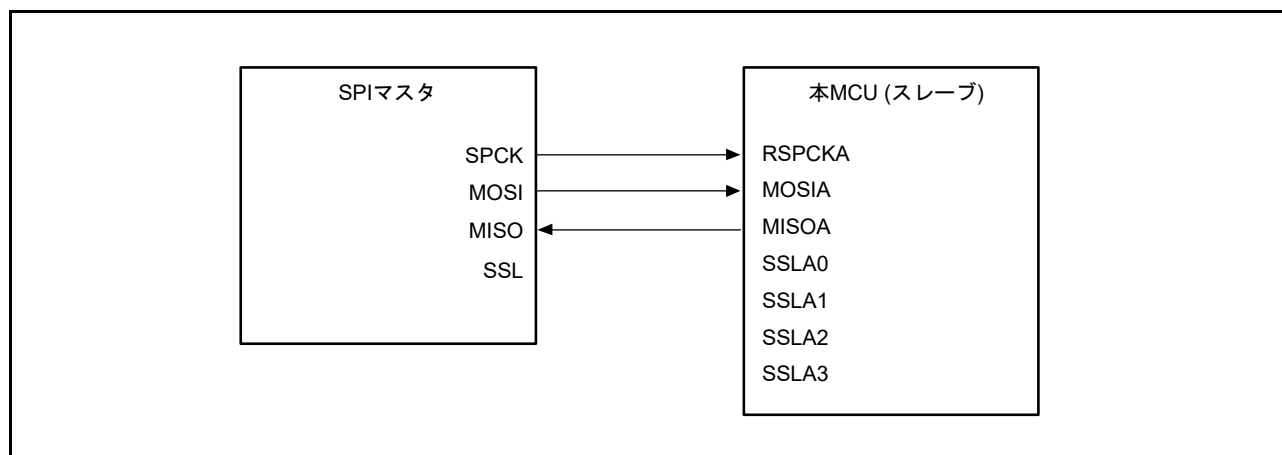 SPIマスタ
SPCK
MOSI
MISO
SSL
本MCU (スレーブ)
RSPCKA
MOSIA
MISOA
SSLA0
SSLA1
SSLA2
SSLA3